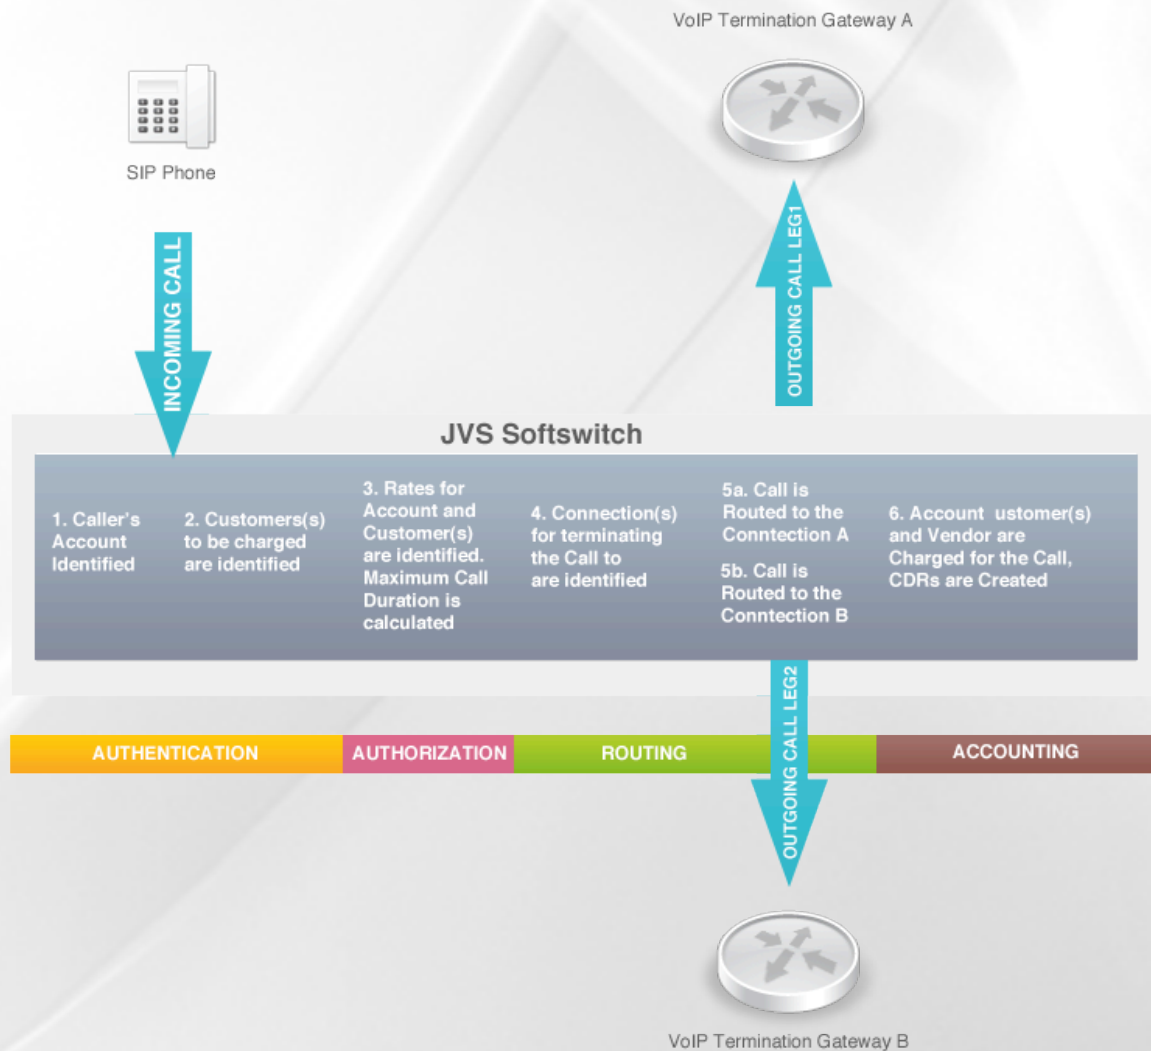 VoIP Termination Gateway A
SIP Phone
INCOMING CALL
OUTGOING CALL LEG1
JVS Softswitch
1. Caller's
Account
Identified
2. Customers(s)
to be charged
are identified
3. Rates for
Account and
Customer(s)
are identified.
Maximum Call
Duration is
calculated
4. Connection(s)
for terminating
the Call to
are identified
5a. Call is
Routed to the
Conntection A
5b. Call is
Routed to the
Conntection B
6. Account ustomer(s)
and Vendor are
Charged for the Call,
CDRs are Created
OUTGOING CALL LEG2
AUTHENTICATION
AUTHORIZATION
ROUTING
ACCOUNTING
VoIP Termination Gateway B